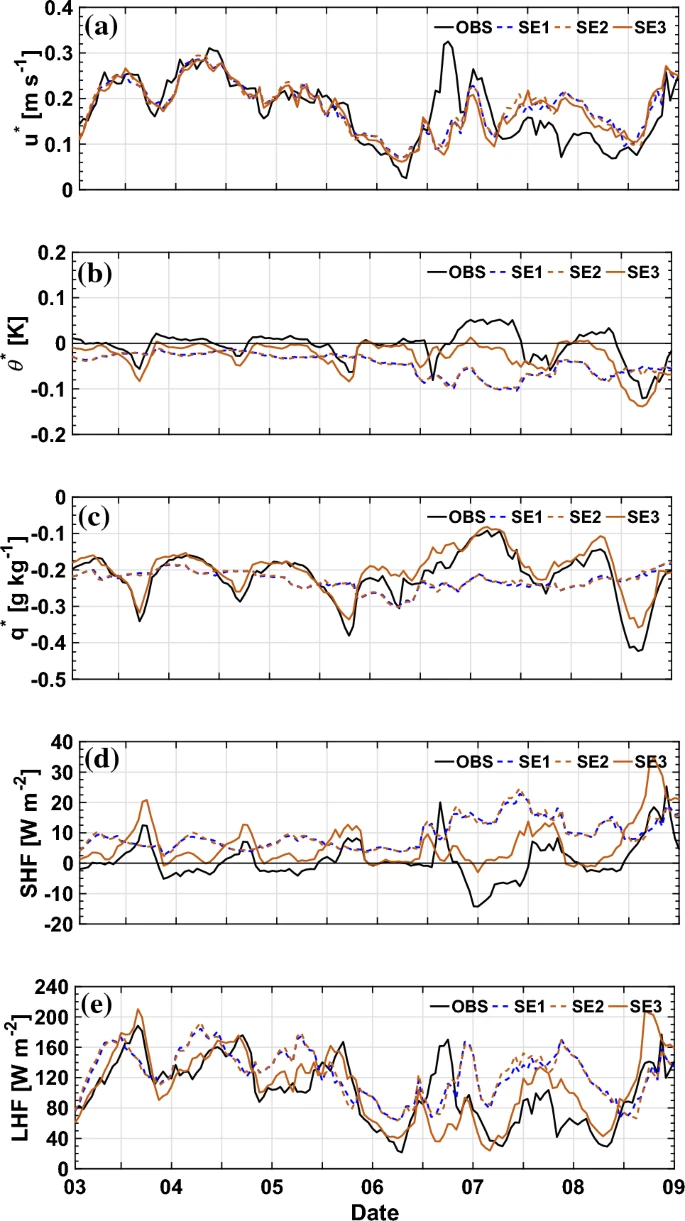 (a)
OBS SE1 SE2 SE3
u* [m s-1]
0.4
0.3
0.2
0.1
0
(b)
OBS SE1 SE2 SE3
θ* [K]
0.2
0.1
0
-0.1
-0.2
(c)
OBS SE1 SE2 SE3
q* [g kg-1]
0
-0.1
-0.2
-0.3
-0.4
-0.5
(d)
OBS SE1 SE2 SE3
SHF [W m-2]
40
30
20
10
0
-10
-20
(e)
OBS SE1 SE2 SE3
LHF [W m-2]
240
200
160
120
80
40
0
03 04 05 06 07 08 09
Date